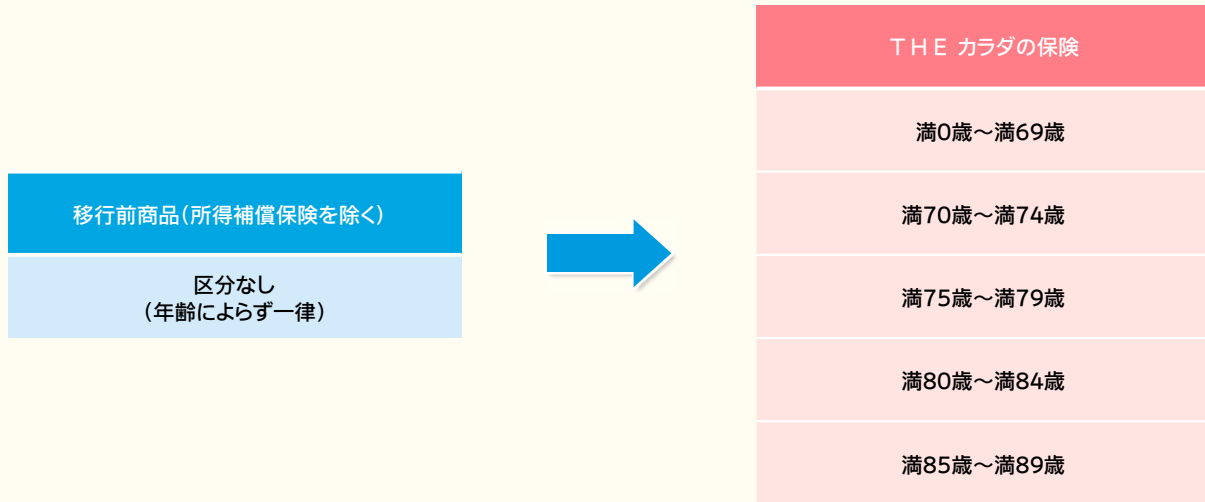 移行前商品（所得補償保険を除く）
区分なし
（年齢によらず一律）
ＴＨＥ カラダの保険
満0歳～満69歳
満70歳～満74歳
満75歳～満79歳
満80歳～満84歳
満85歳～満89歳